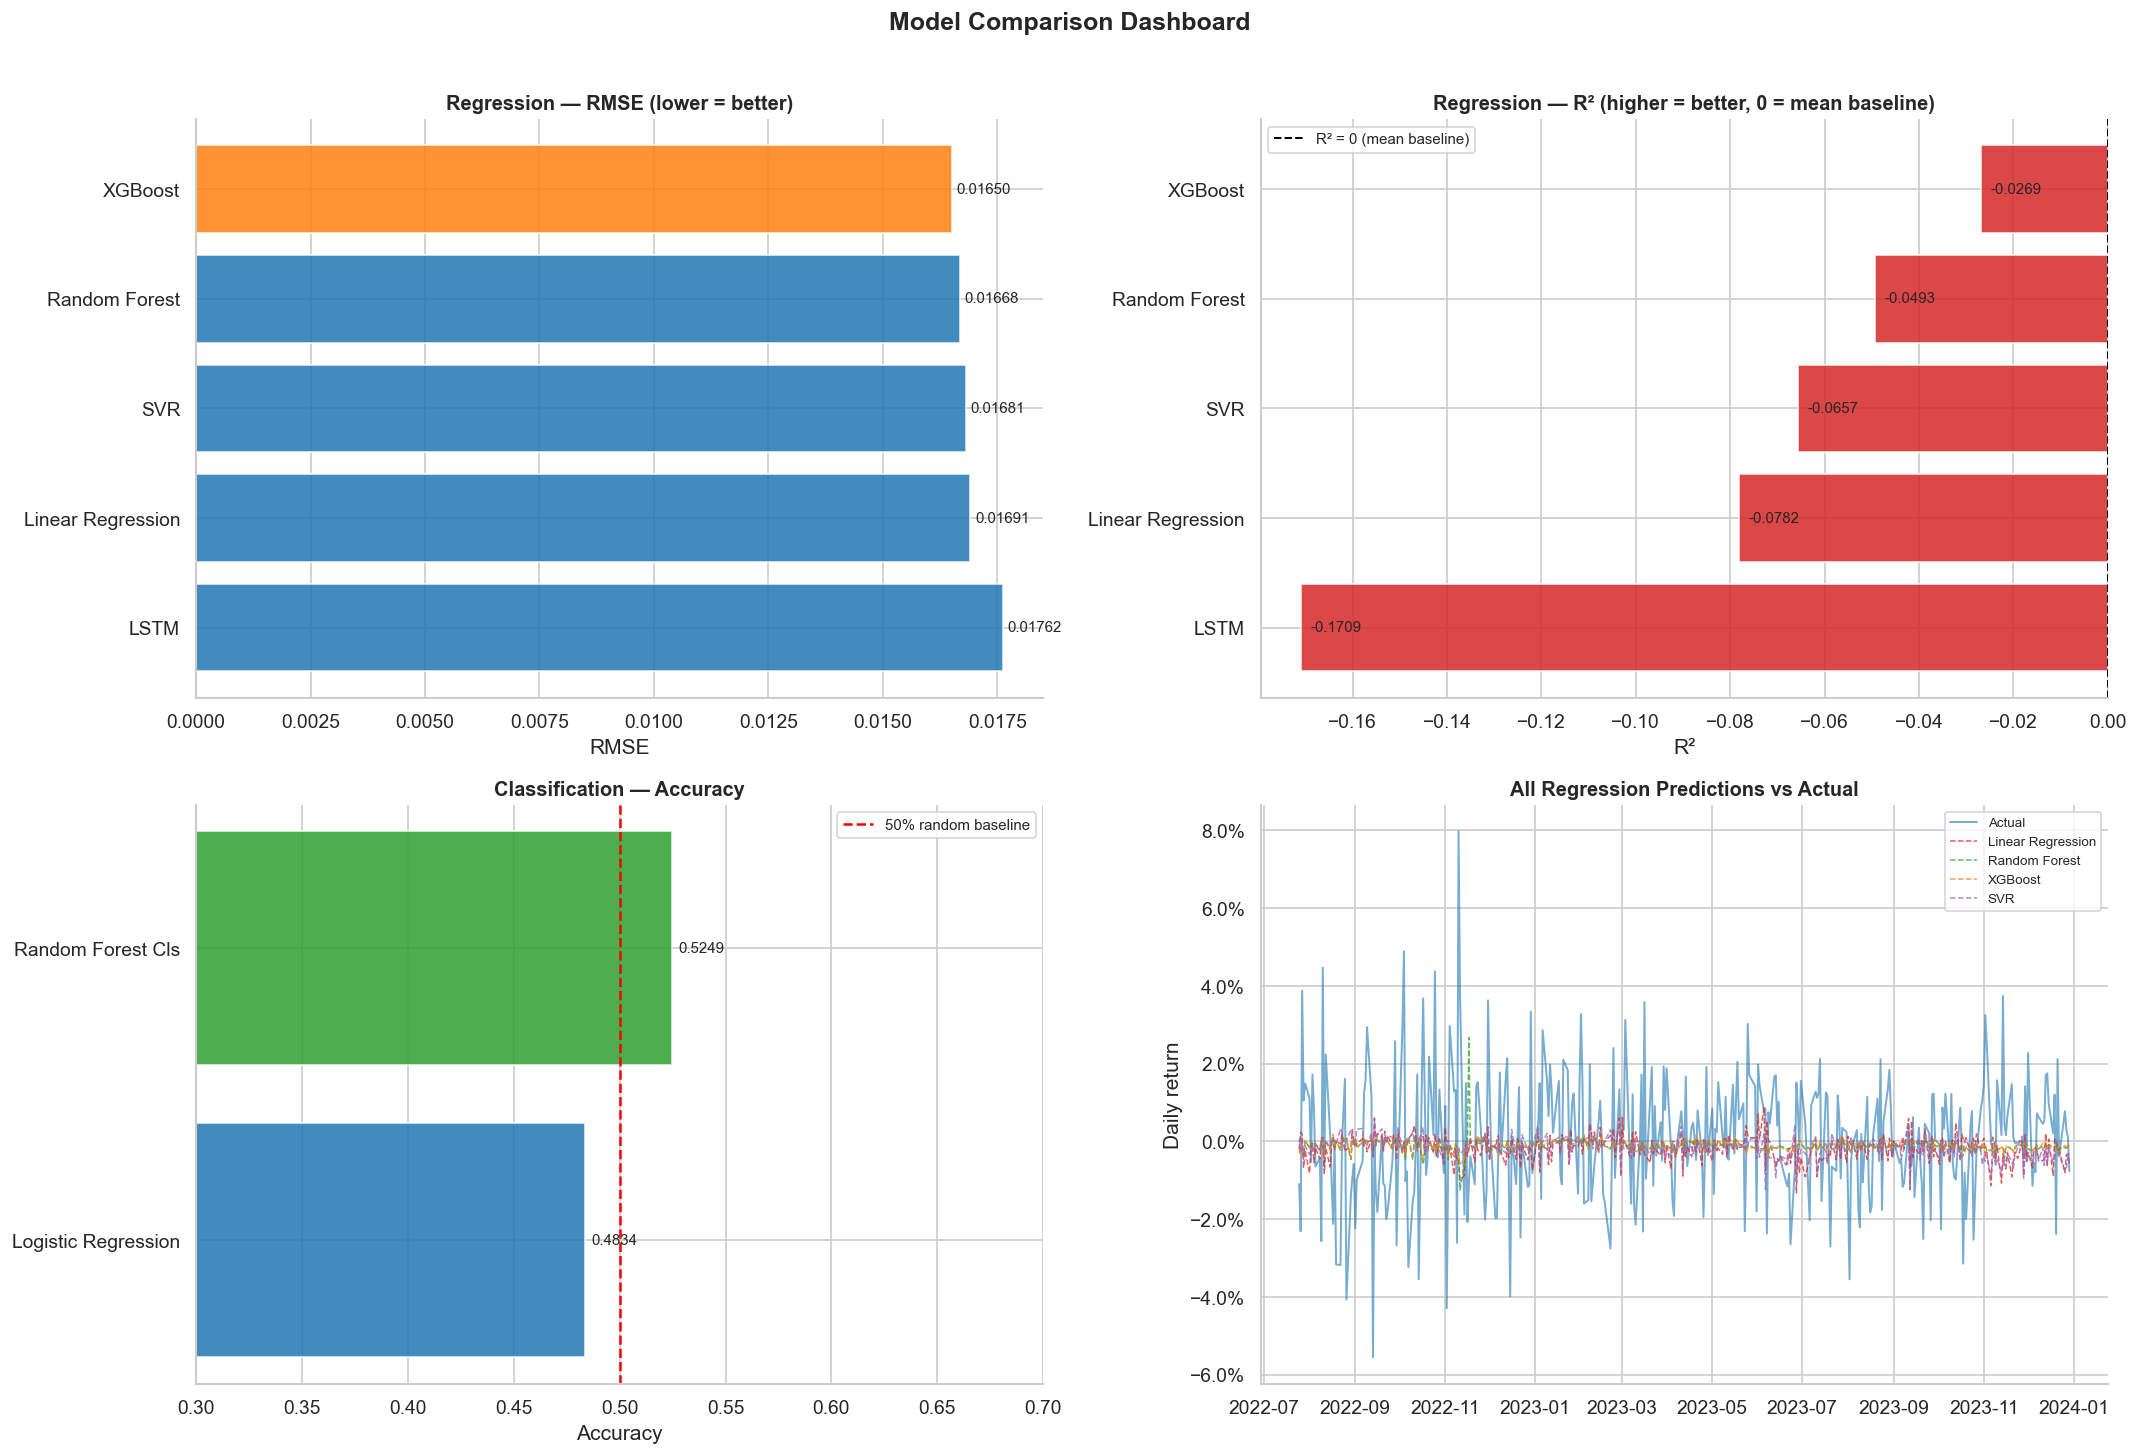 Model Comparison Dashboard
Regression — RMSE (lower = better)
XGBoost
0.01650
Random Forest
0.01668
SVR
0.01681
Linear Regression
0.01691
LSTM
0.01762
0.0000 0.0025 0.0050 0.0075 0.0100 0.0125 0.0150 0.0175
RMSE
Regression — R² (higher = better, 0 = mean baseline)
R² = 0 (mean baseline)
XGBoost
-0.0269
Random Forest
-0.0493
SVR
-0.0657
Linear Regression
-0.0782
LSTM
-0.1709
−0.16 −0.14 −0.12 −0.10 −0.08 −0.06 −0.04 −0.02 0.00
R²
Classification — Accuracy
50% random baseline
Random Forest Cls
0.5249
Logistic Regression
0.4834
0.30 0.35 0.40 0.45 0.50 0.55 0.60 0.65 0.70
Accuracy
All Regression Predictions vs Actual
Actual
Linear Regression
Random Forest
XGBoost
SVR
Daily return
8.0%
6.0%
4.0%
2.0%
0.0%
−2.0%
−4.0%
−6.0%
2022-07 2022-09 2022-11 2023-01 2023-03 2023-05 2023-07 2023-09 2023-11 2024-01